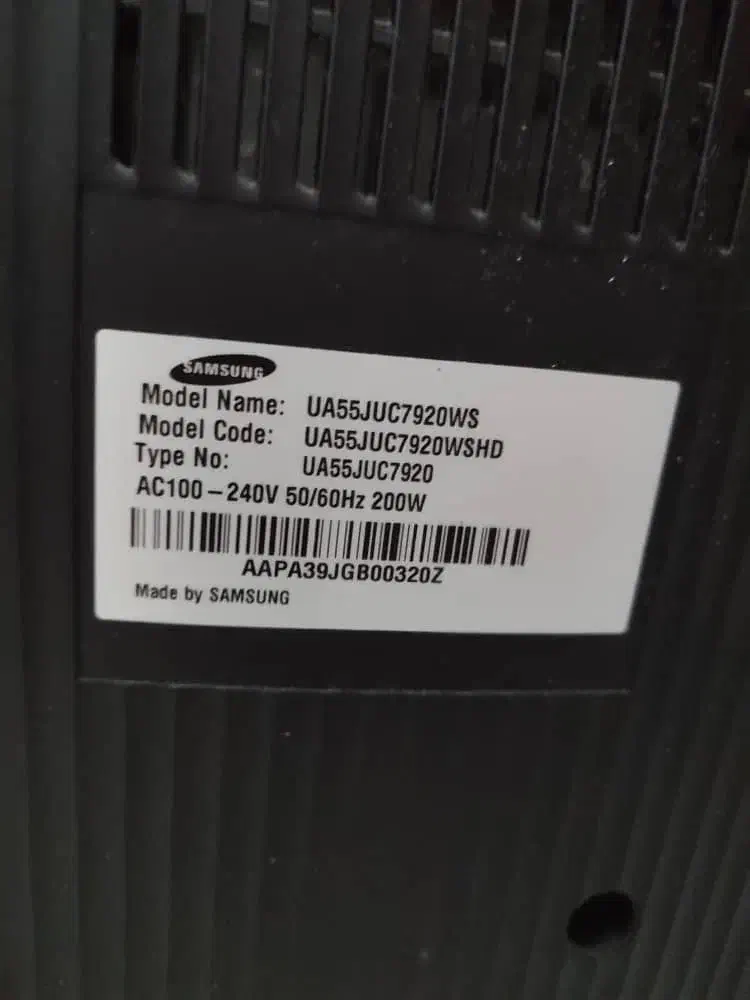 SAMSUNG
Model Name: UA55JUC7920WS
Model Code: UA55JUC7920WSHD
Type No: UA55JUC7920
AC100-240V 50/60Hz 200W
AAPA39JGB00320Z
Made by SAMSUNG